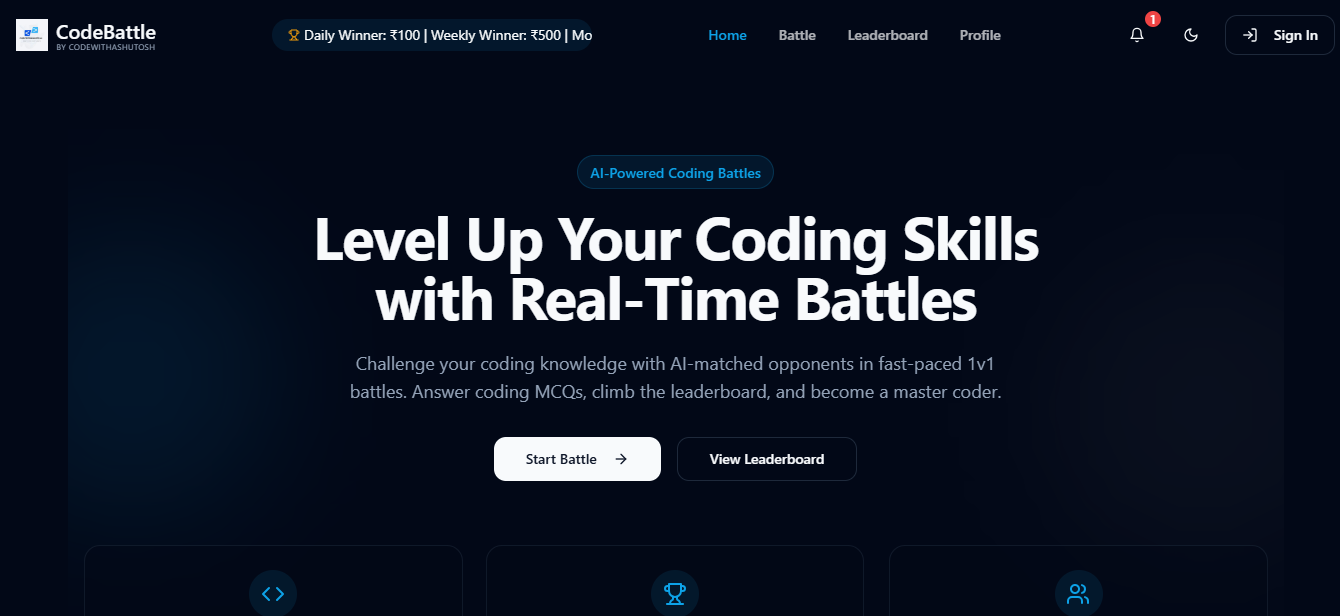 CodeBattle
BY CODEWITHASHUTOSH
Daily Winner: ₹100 | Weekly Winner: ₹500 | Mo
Home
Battle
Leaderboard
Profile
1
Sign In
AI-Powered Coding Battles
Level Up Your Coding Skills
with Real-Time Battles
Challenge your coding knowledge with AI-matched opponents in fast-paced 1v1
battles. Answer coding MCQs, climb the leaderboard, and become a master coder.
Start Battle
View Leaderboard